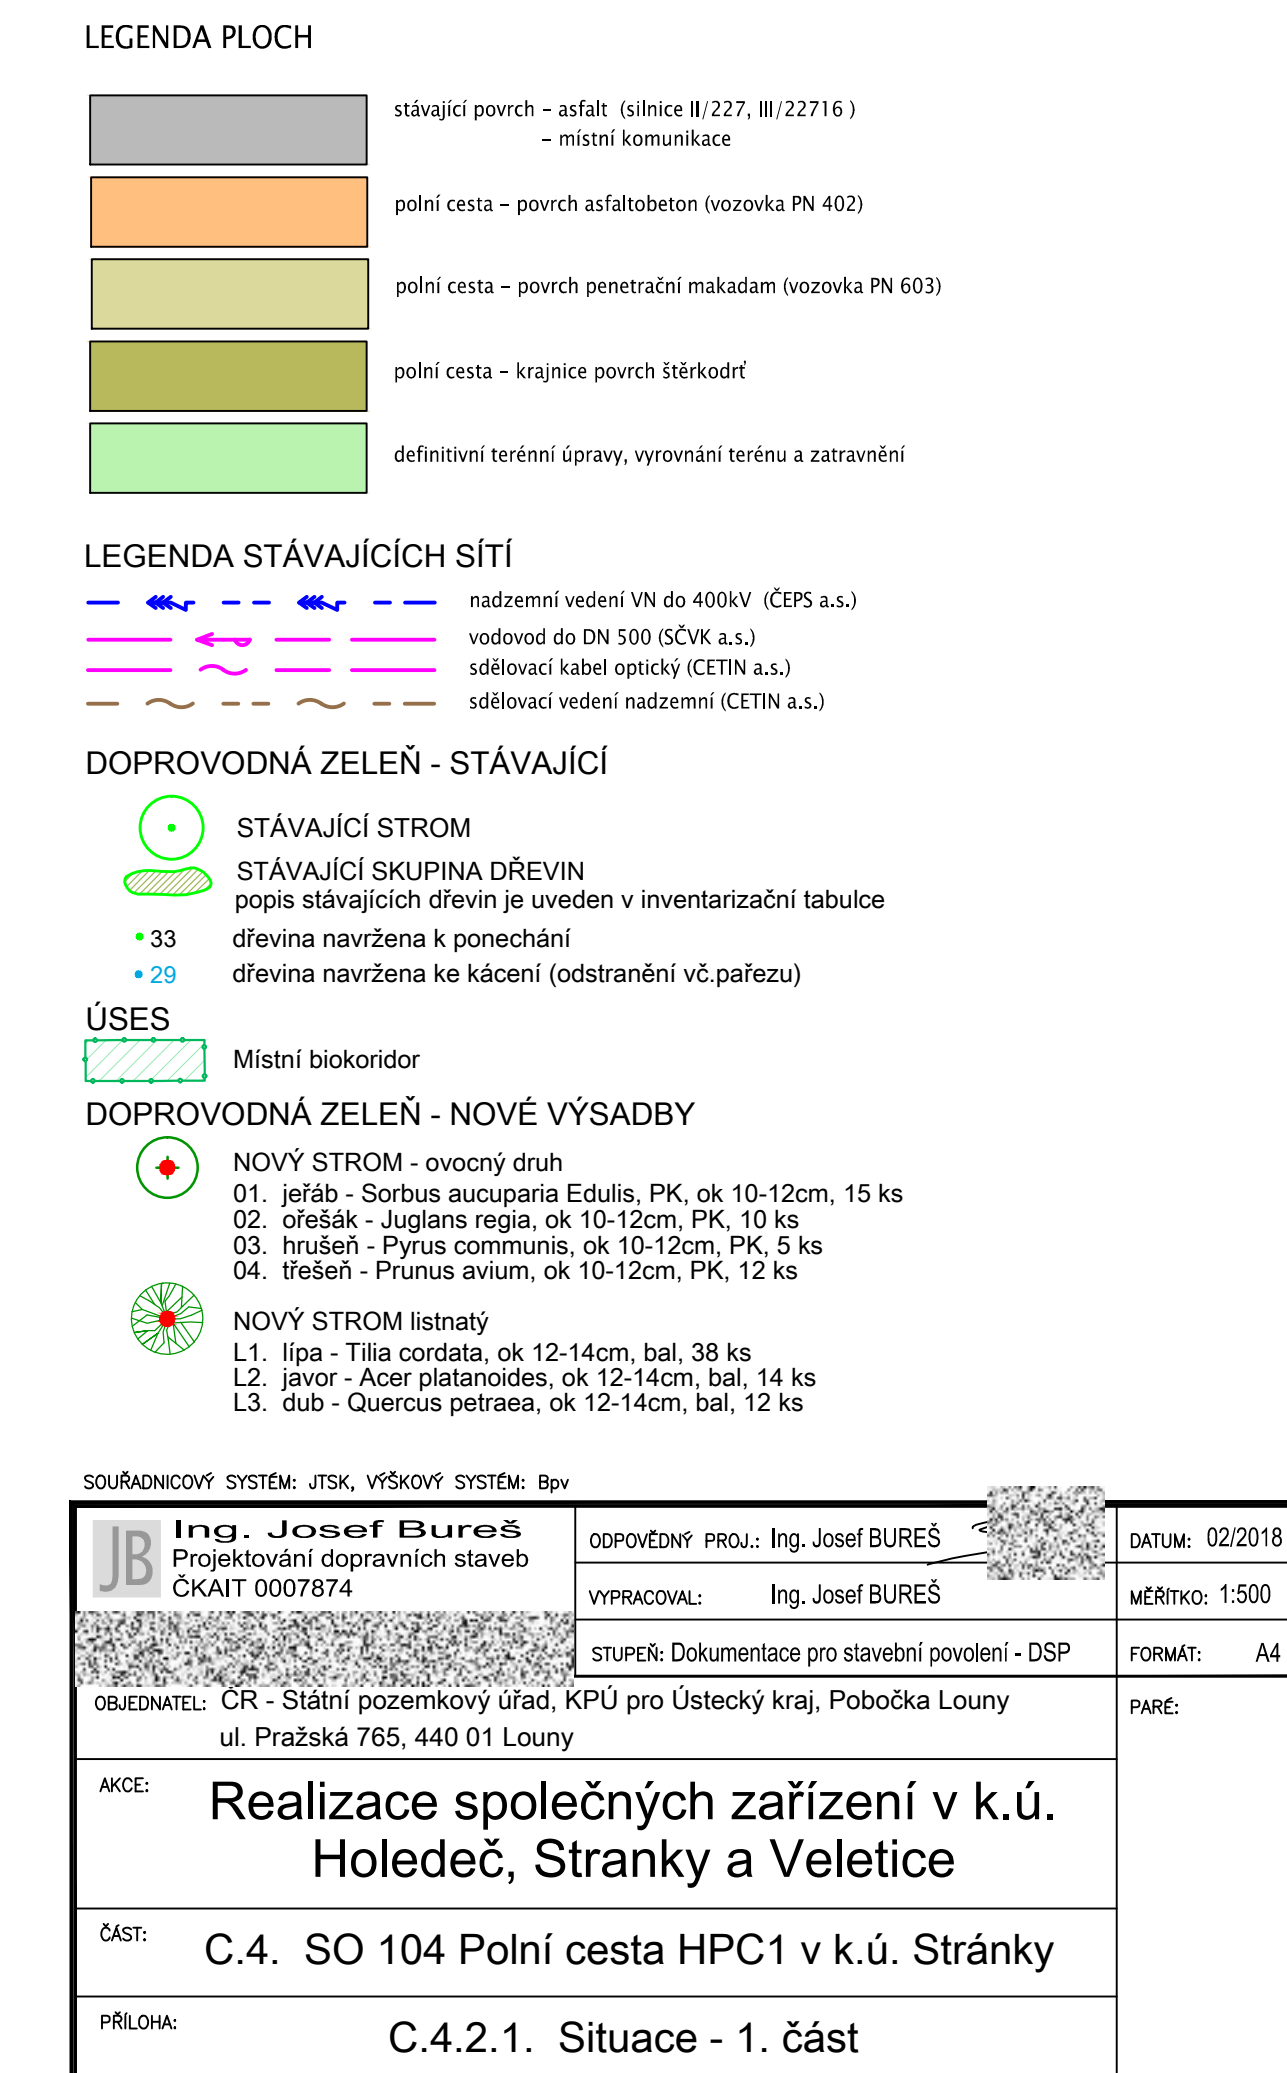 LEGENDA PLOCH
stávající povrch – asfalt (silnice II/227, III/22716 )
– místní komunikace
polní cesta – povrch asfaltobeton (vozovka PN 402)
polní cesta – povrch penetrační makadam (vozovka PN 603)
polní cesta – krajnice povrch štěrkodrť
definitivní terénní úpravy, vyrovnání terénu a zatravnění
LEGENDA STÁVAJÍCÍCH SÍTÍ
nadzemní vedení VN do 400kV (ČEPS a.s.)
vodovod do DN 500 (SČVK a.s.)
sdělovací kabel optický (CETIN a.s.)
sdělovací vedení nadzemní (CETIN a.s.)
DOPROVODNÁ ZELEŇ - STÁVAJÍCÍ
STÁVAJÍCÍ STROM
STÁVAJÍCÍ SKUPINA DŘEVIN
popis stávajících dřevin je uveden v inventarizační tabulce
33 dřevina navržena k ponechání
29 dřevina navržena ke kácení (odstranění vč.pařezu)
ÚSES
Místní biokoridor
DOPROVODNÁ ZELEŇ - NOVÉ VÝSADBY
NOVÝ STROM - ovocný druh
01. jeřáb - Sorbus aucuparia Edulis, PK, ok 10-12cm, 15 ks
02. ořešák - Juglans regia, ok 10-12cm, PK, 10 ks
03. hrušeň - Pyrus communis, ok 10-12cm, PK, 5 ks
04. třešeň - Prunus avium, ok 10-12cm, PK, 12 ks
NOVÝ STROM listnatý
L1. lípa - Tilia cordata, ok 12-14cm, bal, 38 ks
L2. javor - Acer platanoides, ok 12-14cm, bal, 14 ks
L3. dub - Quercus petraea, ok 12-14cm, bal, 12 ks
SOUŘADNICOVÝ SYSTÉM: JTSK, VÝŠKOVÝ SYSTÉM: Bpv
JB Ing. Josef Bureš
Projektování dopravních staveb
ČKAIT 0007874
ODPOVĚDNÝ PROJ.: Ing. Josef BUREŠ
DATUM: 02/2018
VYPRACOVAL: Ing. Josef BUREŠ
MĚŘÍTKO: 1:500
STUPEŇ: Dokumentace pro stavební povolení - DSP
FORMÁT: A4
OBJEDNATEL: ČR - Státní pozemkový úřad, KPÚ pro Ústecký kraj, Pobočka Louny
ul. Pražská 765, 440 01 Louny
PARÉ:
AKCE: Realizace společných zařízení v k.ú.
Holedeč, Stranky a Veletice
ČÁST: C.4. SO 104 Polní cesta HPC1 v k.ú. Stránky
PŘÍLOHA: C.4.2.1. Situace - 1. část